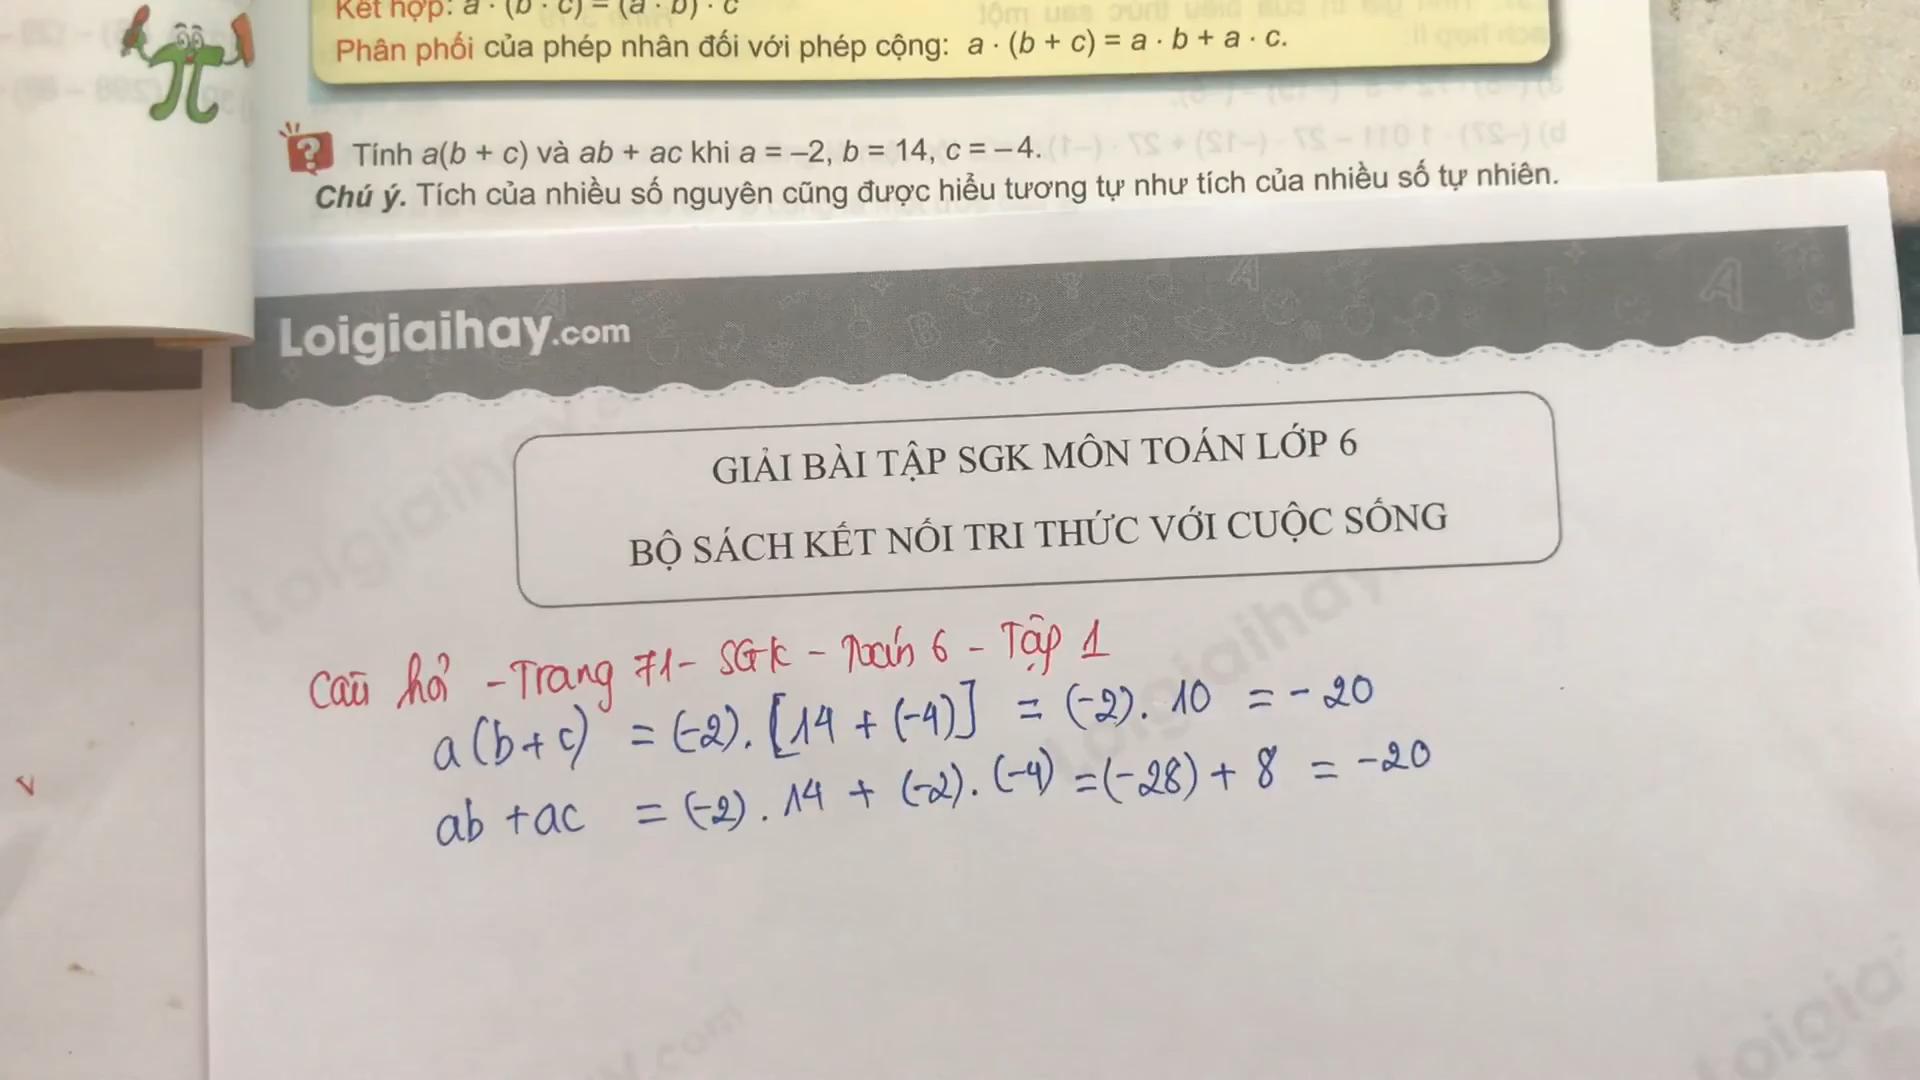 Kết hợp: a · (b · c) = (a · b) · c
Phân phối của phép nhân đối với phép cộng: a · (b + c) = a · b + a · c.
? Tính a(b + c) và ab + ac khi a = –2, b = 14, c = – 4.
Chú ý. Tích của nhiều số nguyên cũng được hiểu tương tự như tích của nhiều số tự nhiên.
Loigiaihay.com
GIẢI BÀI TẬP SGK MÔN TOÁN LỚP 6
BỘ SÁCH KẾT NỐI TRI THỨC VỚI CUỘC SỐNG
Câu hỏi - Trang 71 - SGK - Toán 6 - Tập 1
a(b+c) = (-2). [14 + (-4)] = (-2). 10 = - 20
ab + ac = (-2) . 14 + (-2). (-4) = (-28) + 8 = -20